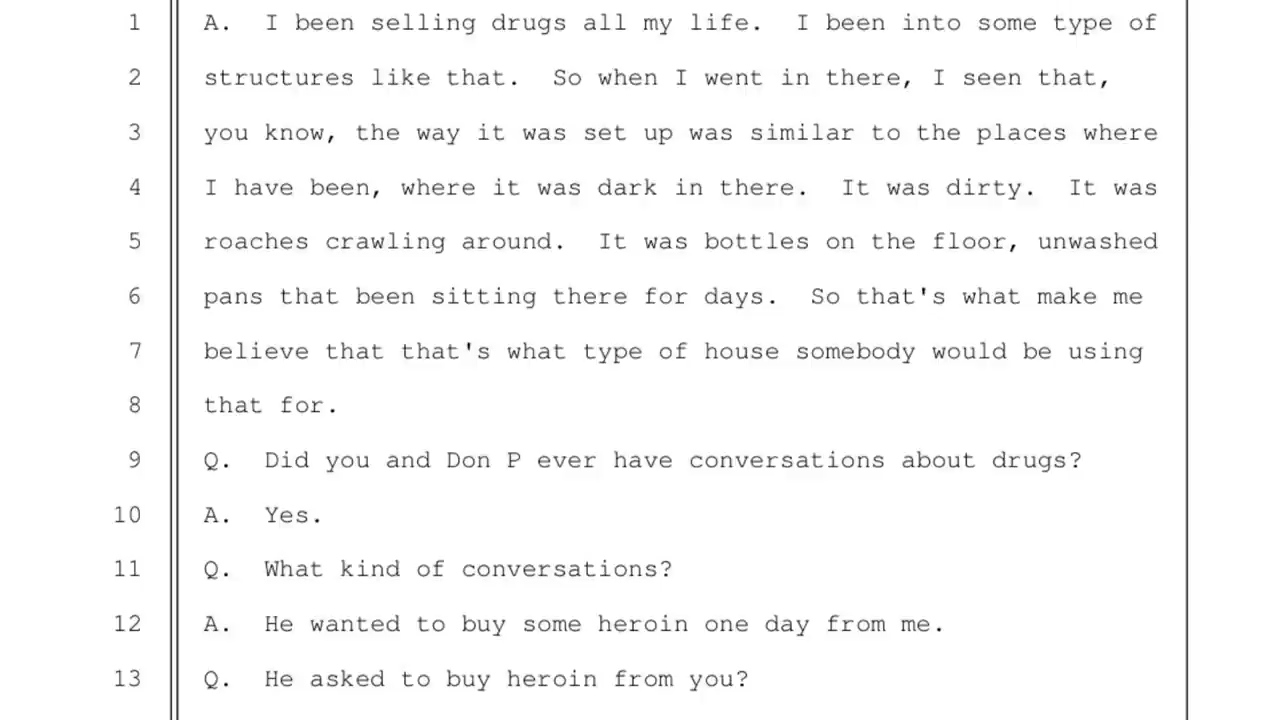 1 A. I been selling drugs all my life. I been into some type of
2 structures like that. So when I went in there, I seen that,
3 you know, the way it was set up was similar to the places where
4 I have been, where it was dark in there. It was dirty. It was
5 roaches crawling around. It was bottles on the floor, unwashed
6 pans that been sitting there for days. So that's what make me
7 believe that that's what type of house somebody would be using
8 that for.
9 Q. Did you and Don P ever have conversations about drugs?
10 A. Yes.
11 Q. What kind of conversations?
12 A. He wanted to buy some heroin one day from me.
13 Q. He asked to buy heroin from you?